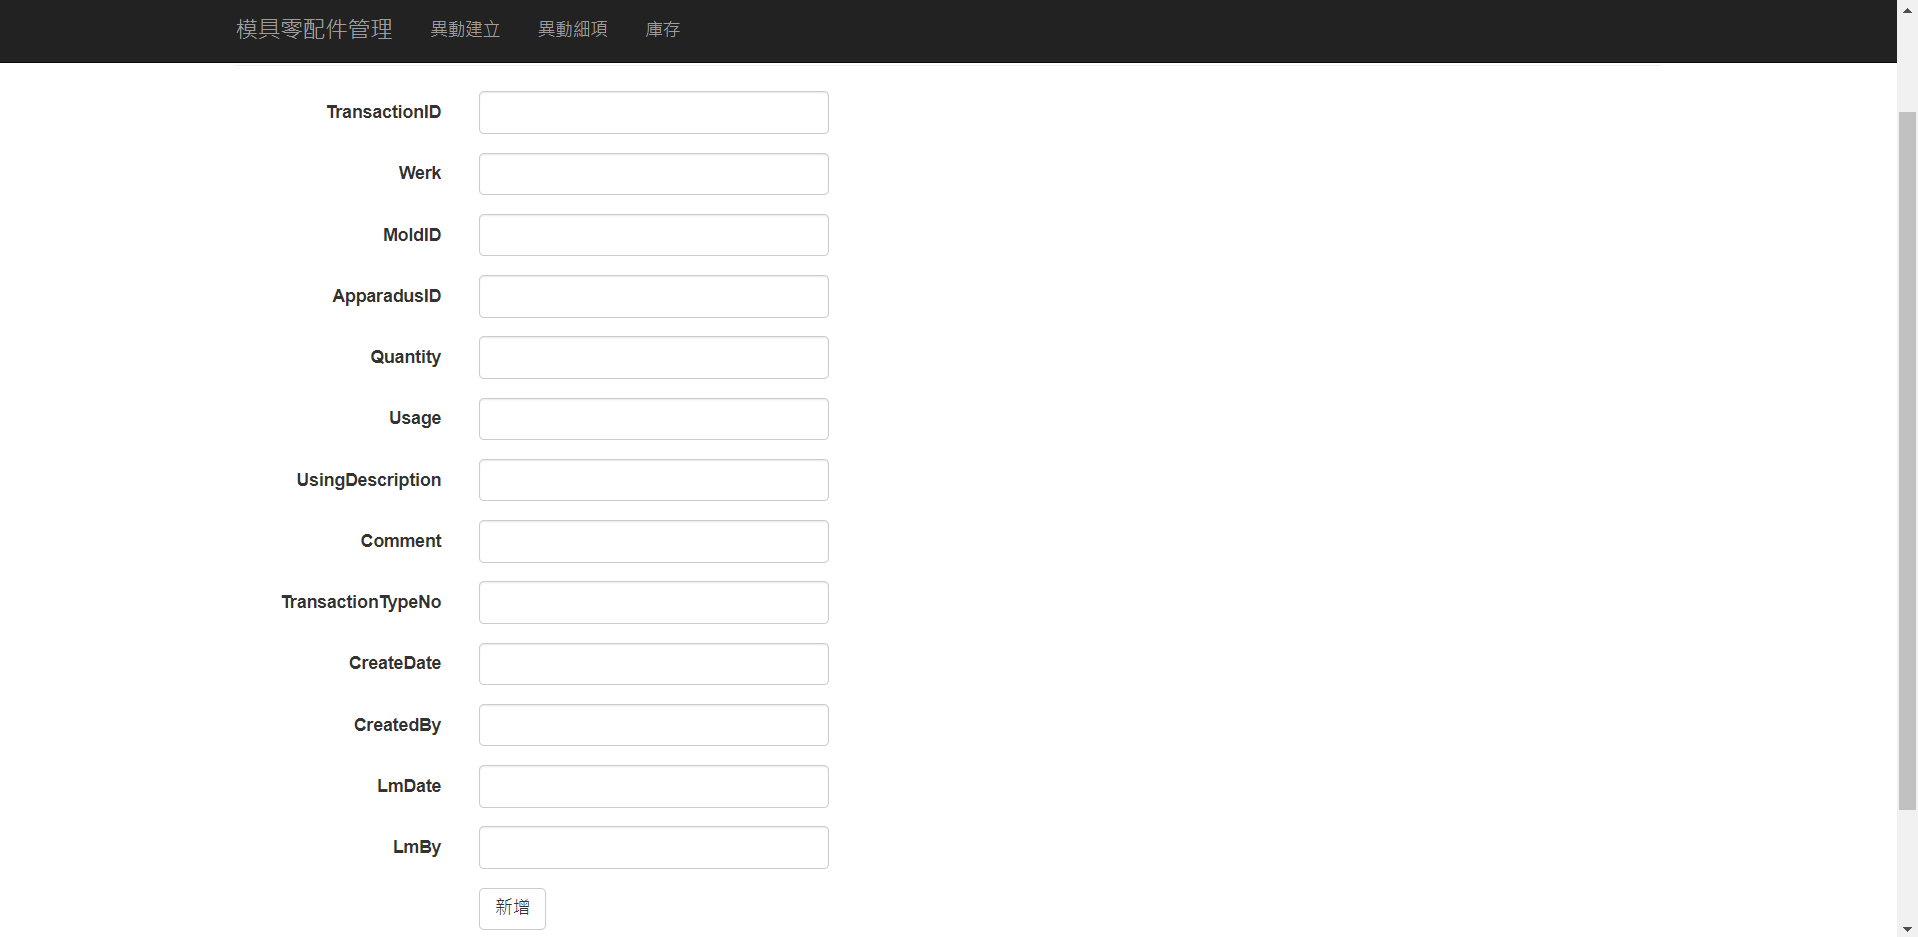 模具零配件管理 異動建立 異動細項 庫存
TransactionID
Werk
MoldID
ApparadusID
Quantity
Usage
UsingDescription
Comment
TransactionTypeNo
CreateDate
CreatedBy
LmDate
LmBy
新增